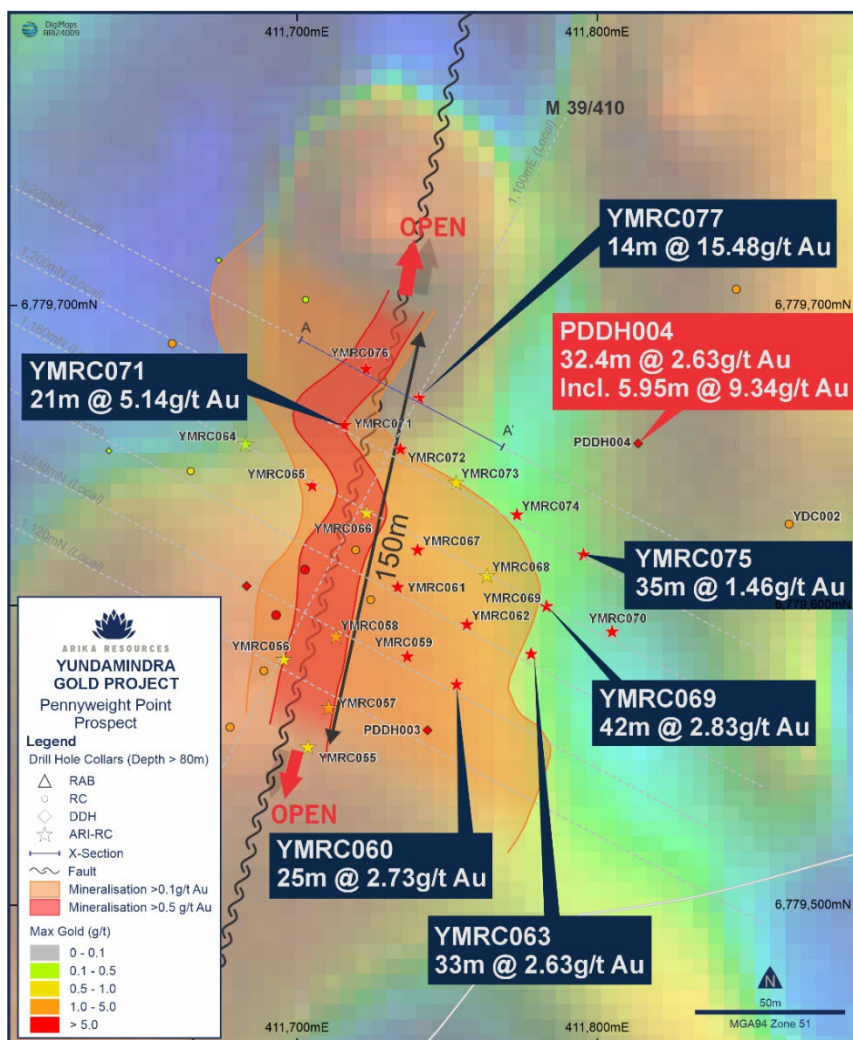 DigiMaps
ARI24009
411,700mE
411,800mE
M 39/410
1,100mE (Local)
1,220mN (Local)
1,200mN (Local)
1,180mN (Local)
1,140mN (Local)
1,120mN (Local)
OPEN
YMRC077
14m @ 15.48g/t Au
6,779,700mN
6,779,700mN
PDDH004
32.4m @ 2.63g/t Au
Incl. 5.95m @ 9.34g/t Au
A
YMRC076
YMRC071
21m @ 5.14g/t Au
YMRC071
A'
YMRC064
YMRC072
PDDH004
YMRC065
YMRC073
YMRC066
YMRC074
YDC002
150m
YMRC067
YMRC068
YMRC075
35m @ 1.46g/t Au
YMRC061
YMRC069
6,779,600mN
YMRC062
YMRC070
YMRC058
YMRC056
YMRC059
YMRC069
42m @ 2.83g/t Au
YMRC057
PDDH003
YMRC055
OPEN
YMRC060
25m @ 2.73g/t Au
YMRC063
33m @ 2.63g/t Au
6,779,500mN
ARIKA RESOURCES
YUNDAMINDRA
GOLD PROJECT
Pennyweight Point
Prospect
Legend
Drill Hole Collars (Depth > 80m)
RAB
RC
DDH
ARI-RC
X-Section
Fault
Mineralisation >0.1g/t Au
Mineralisation >0.5 g/t Au
Max Gold (g/t)
0 - 0.1
0.1 - 0.5
0.5 - 1.0
1.0 - 5.0
> 5.0
N
50m
MGA94 Zone 51
411,700mE
411,800mE